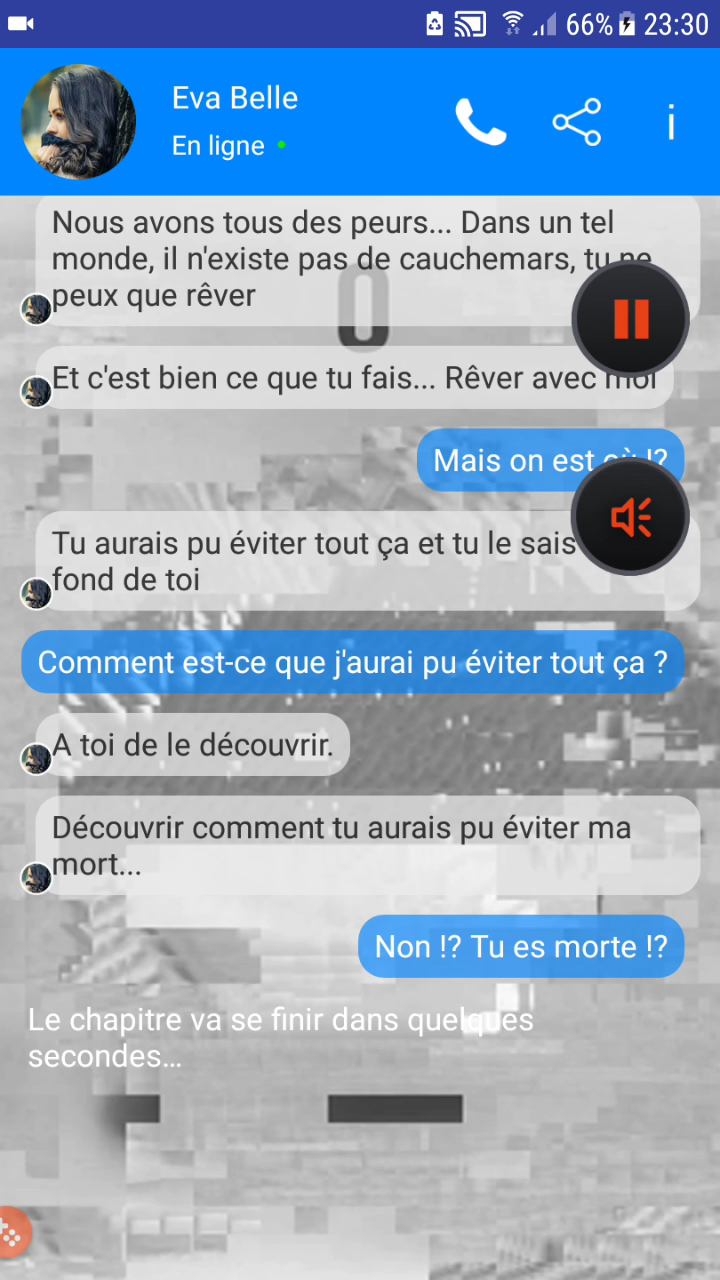 66% 23:30
Eva Belle
En ligne
Nous avons tous des peurs... Dans un tel
monde, il n'existe pas de cauchemars, tu ne
peux que rêver
0
Et c'est bien ce que tu fais... Rêver avec moi
Mais on est où !?
Tu aurais pu éviter tout ça et tu le sais
fond de toi
Comment est-ce que j'aurai pu éviter tout ça ?
A toi de le découvrir.
Découvrir comment tu aurais pu éviter ma
mort...
Non !? Tu es morte !?
Le chapitre va se finir dans quelques
secondes...